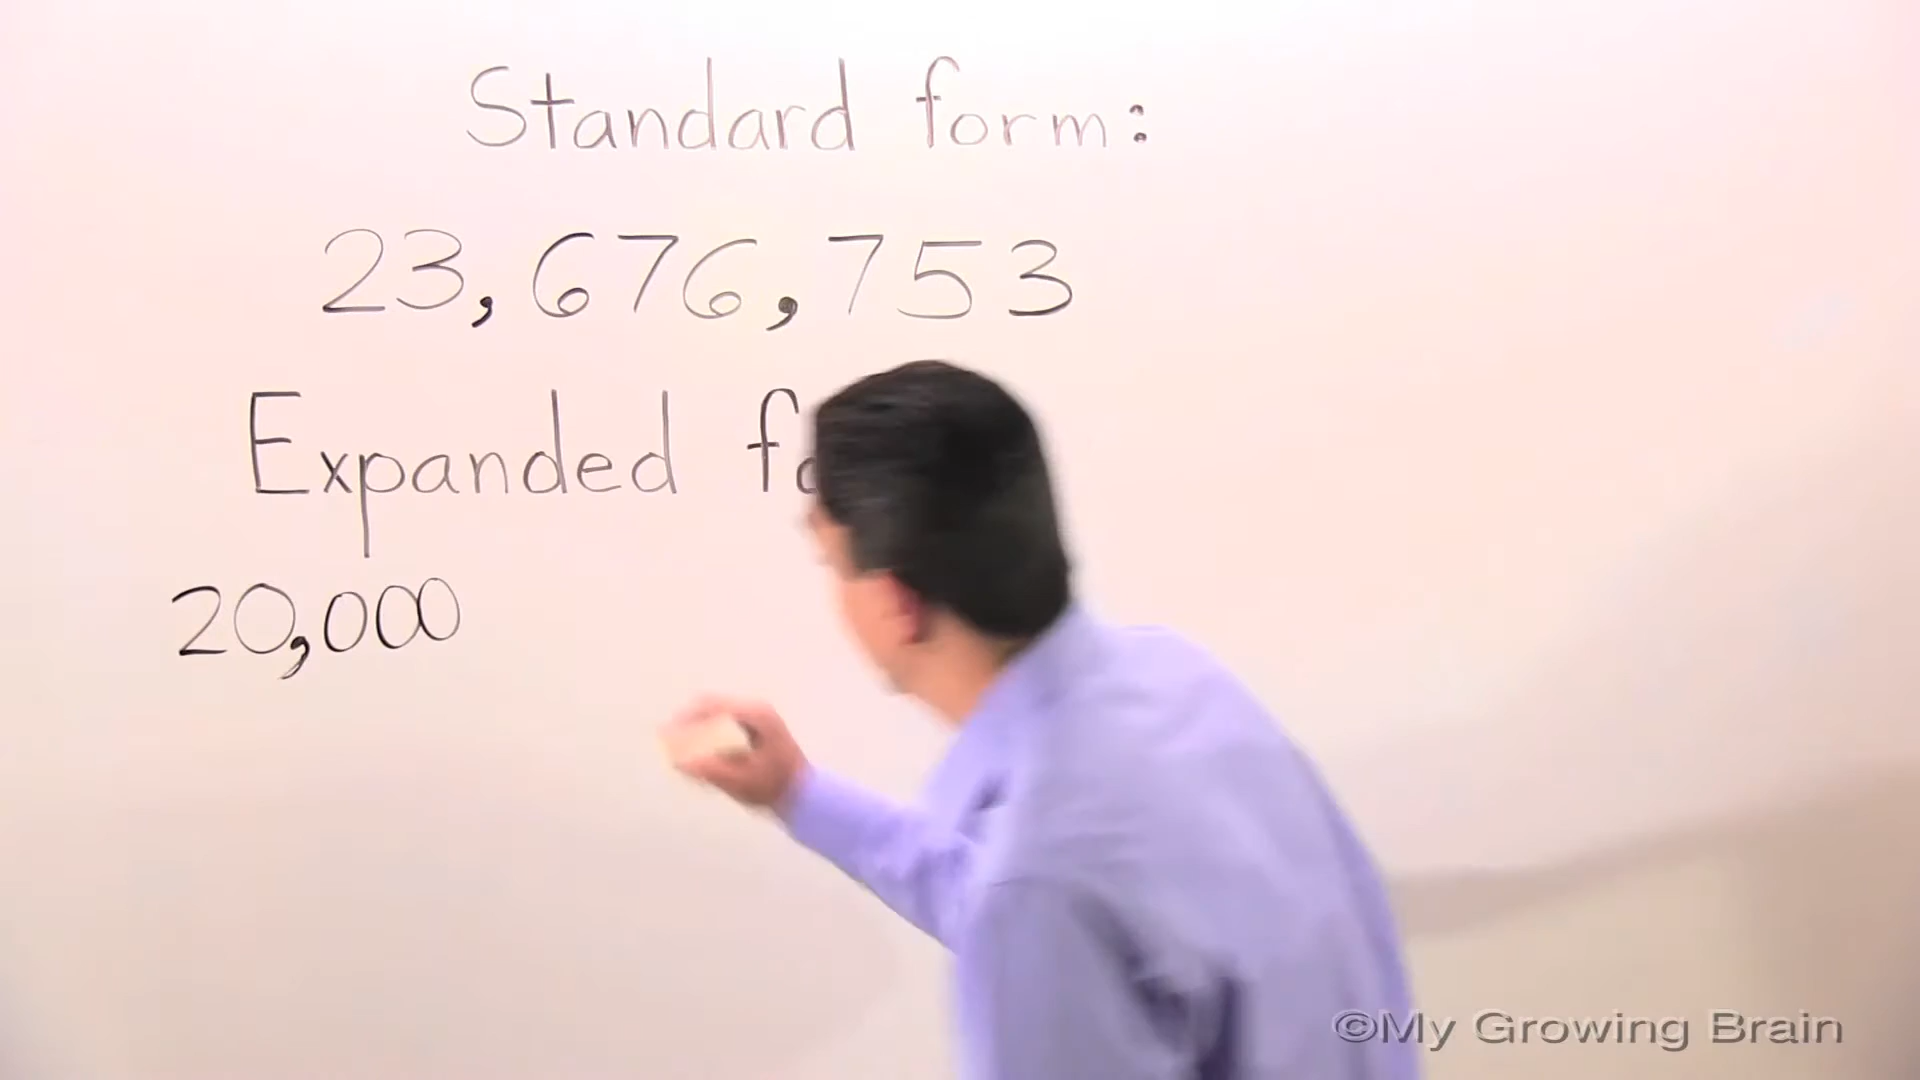 Standard form:
23,676,753
Expanded
20,000
©My Growing Brain